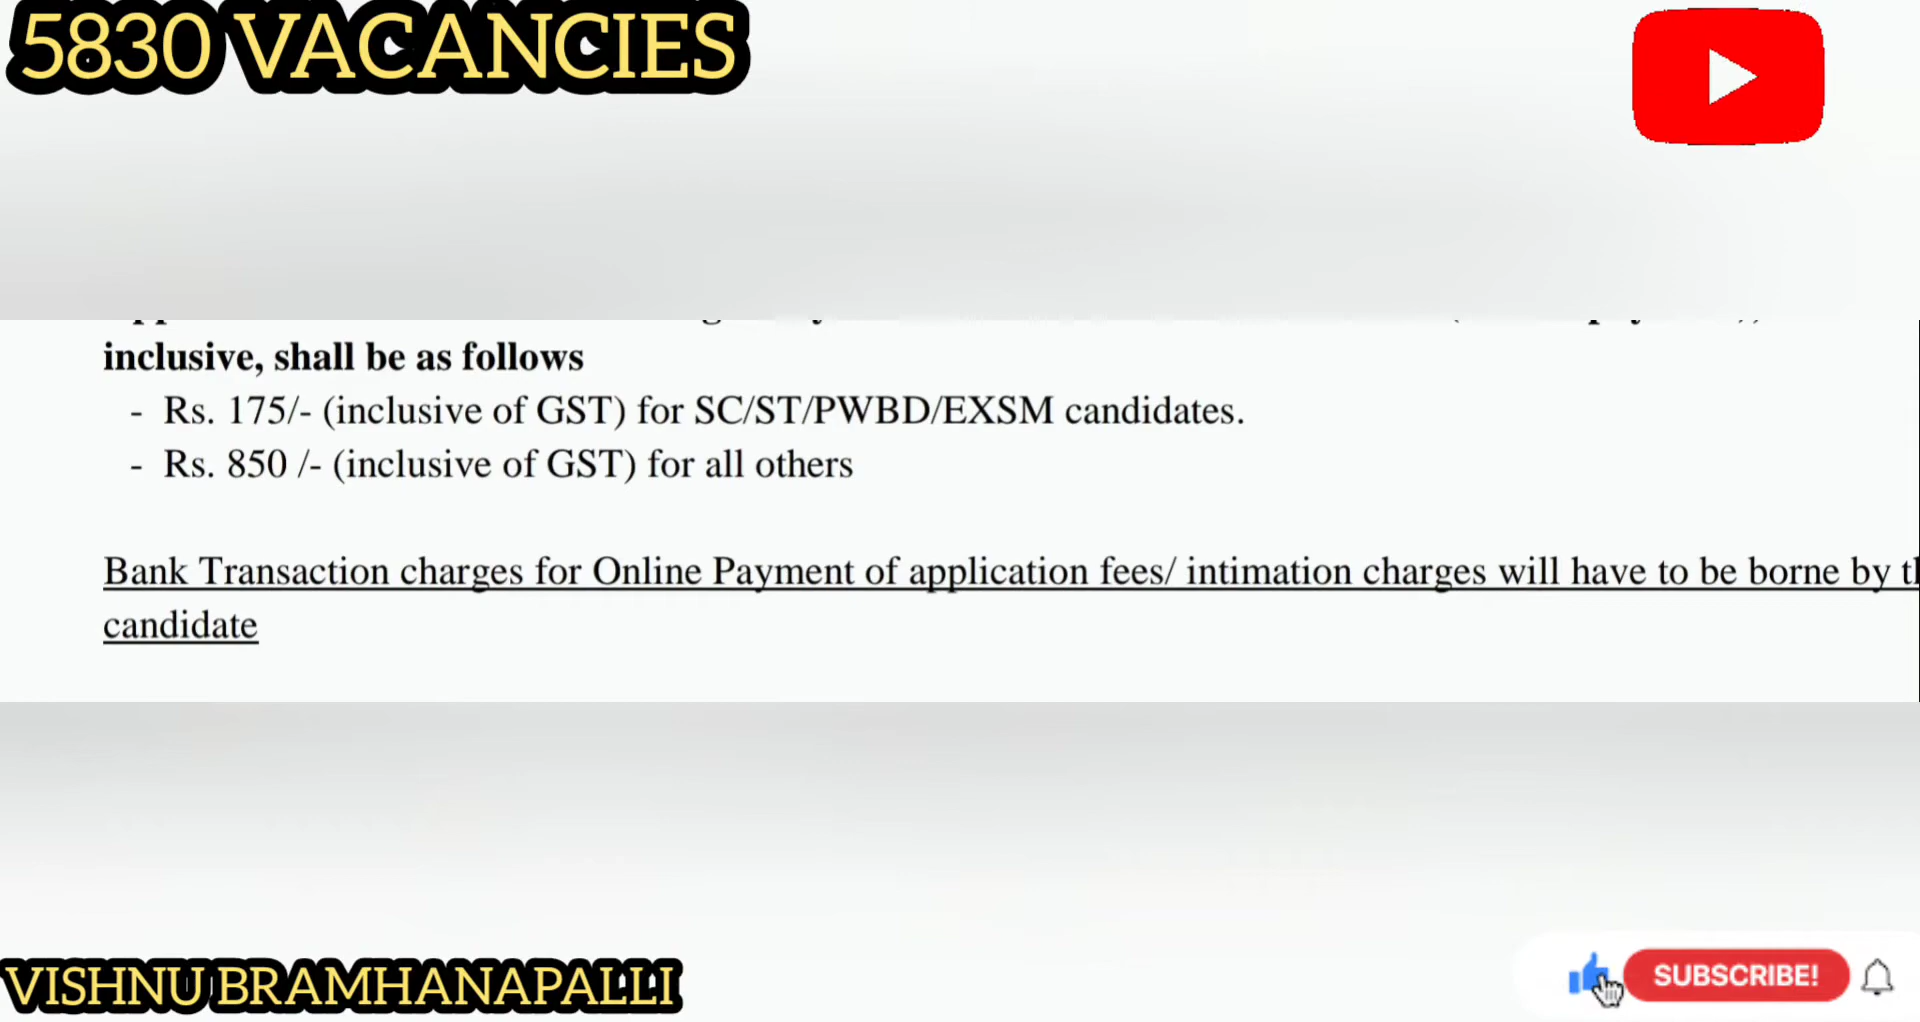 5830 VACANCIES
inclusive, shall be as follows
- Rs. 175/- (inclusive of GST) for SC/ST/PWBD/EXSM candidates.
- Rs. 850 /- (inclusive of GST) for all others
Bank Transaction charges for Online Payment of application fees/ intimation charges will have to be borne by
candidate
VISHNU BRAMHANAPALLI
SUBSCRIBE!